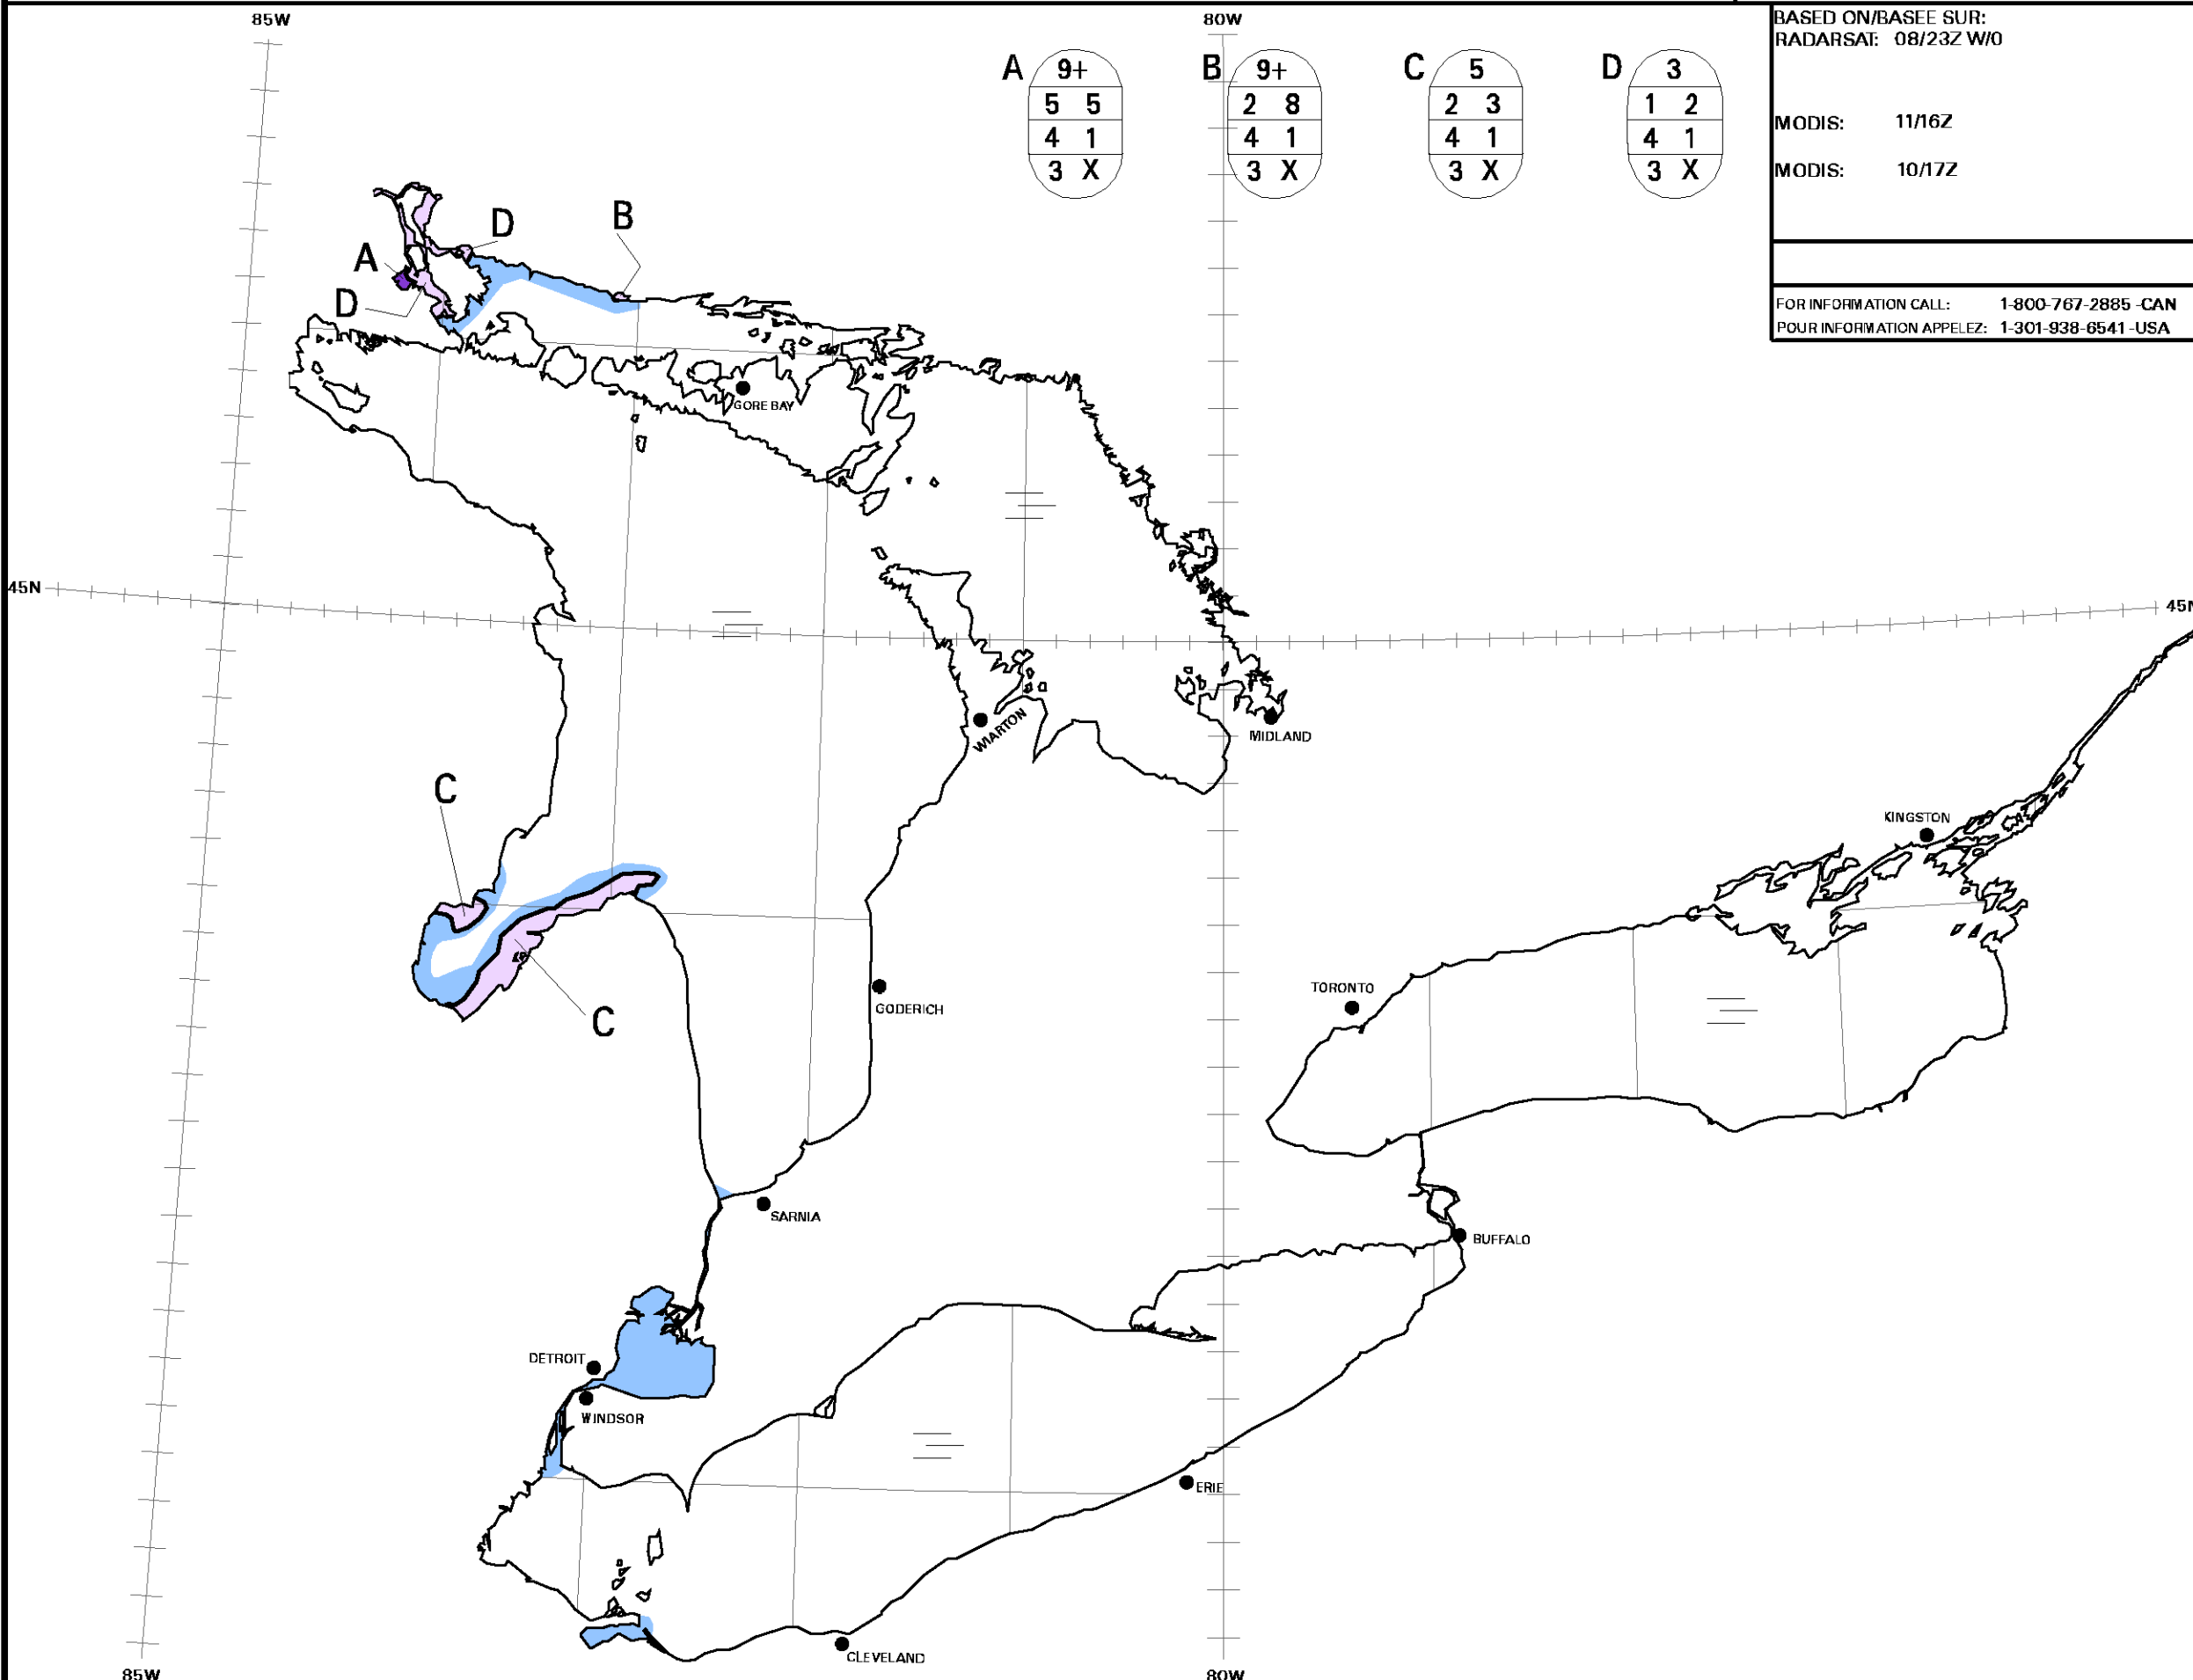 85W
80W
BASED ON/BASEE SUR:
RADARSAT: 08/23Z W/0
MODIS: 11/16Z
MODIS: 10/17Z
FOR INFORMATION CALL: 1-800-767-2885 -CAN
POUR INFORMATION APPELEZ: 1-301-938-6541 -USA
A
9+
5 5
4 1
3 X
B
9+
2 8
4 1
3 X
C
5
2 3
4 1
3 X
D
3
1 2
4 1
3 X
D
B
A
D
GORE BAY
45N
45N
WIARTON
MIDLAND
C
KINGSTON
C
GODERICH
TORONTO
SARNIA
BUFFALO
DETROIT
WINDSOR
ERIE
CLEVELAND
85W
80W